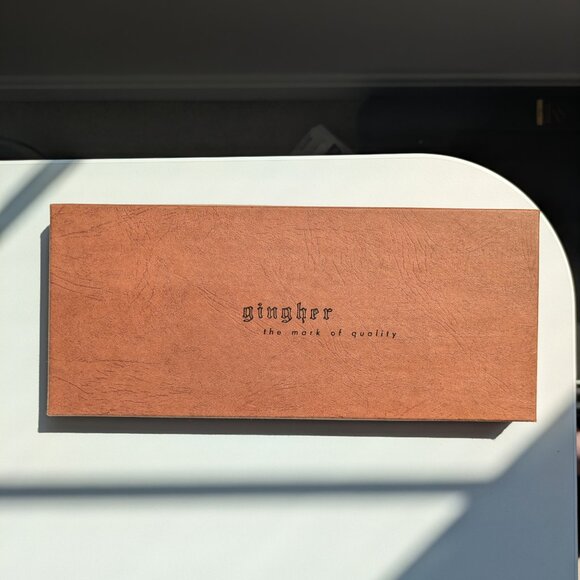 gingher
the mark of quality